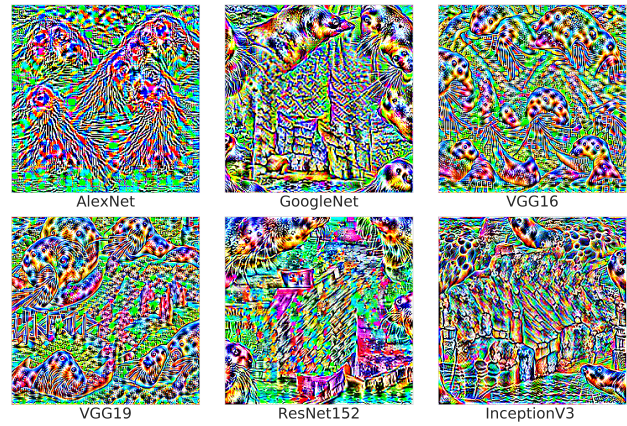 AlexNet
GoogleNet
VGG16
VGG19
ResNet152
InceptionV3